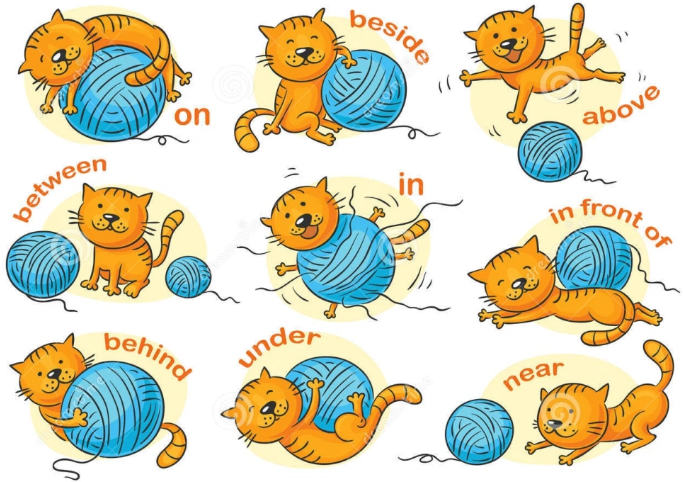 on
beside
above
between
in
in front of
behind
under
near